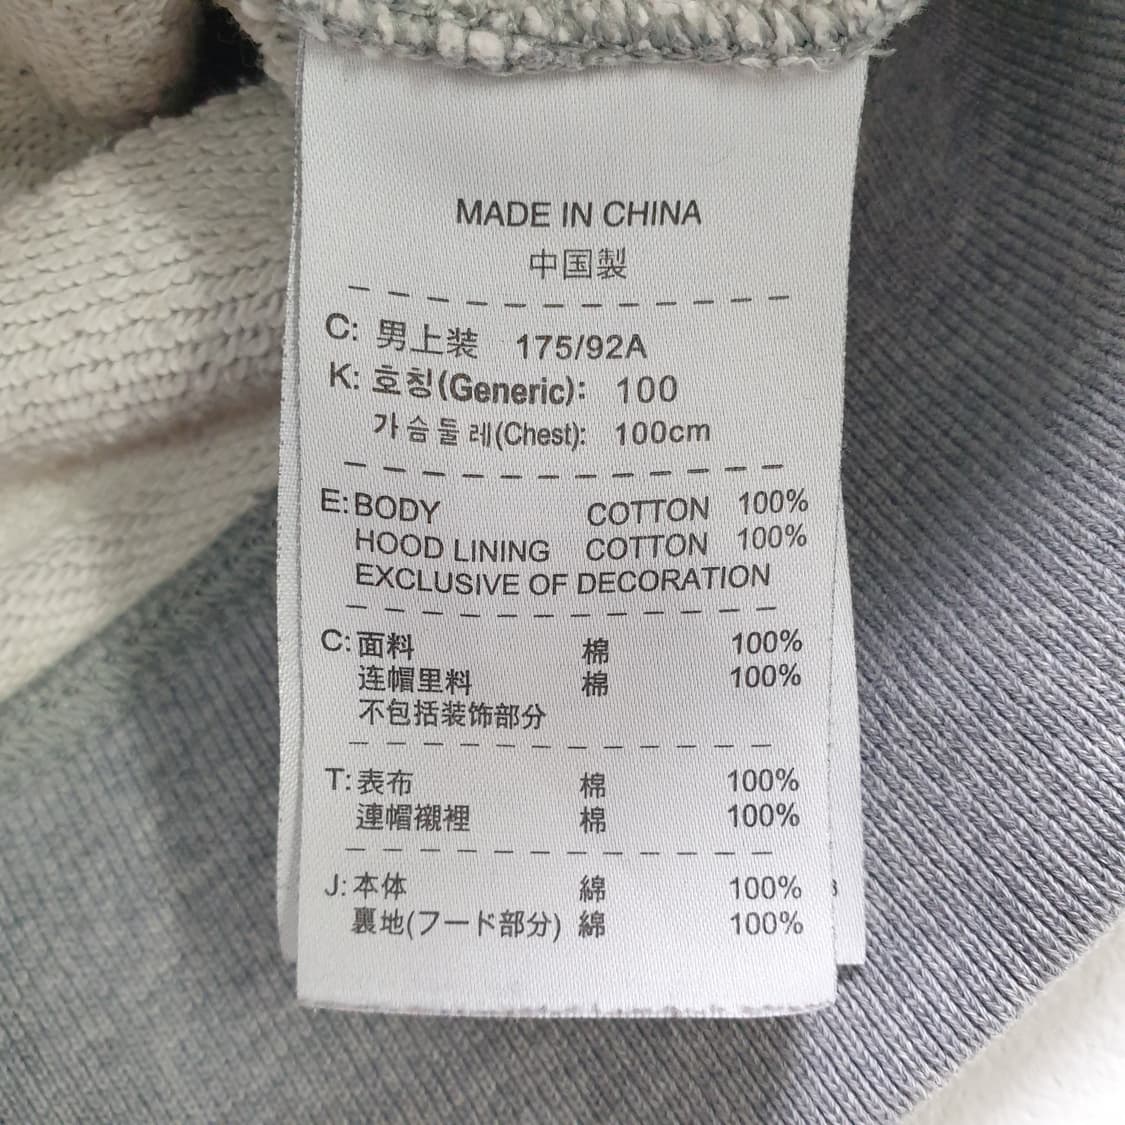 MADE IN CHINA
中国製
C: 男上装 175/92A
K: 호칭(Generic): 100
가슴둘레(Chest): 100cm
E: BODY COTTON 100%
HOOD LINING COTTON 100%
EXCLUSIVE OF DECORATION
C: 面料 棉 100%
连帽里料 棉 100%
不包括装饰部分
T: 表布 棉 100%
連帽襯裡 棉 100%
J: 本体 綿 100%
裏地(フード部分) 綿 100%